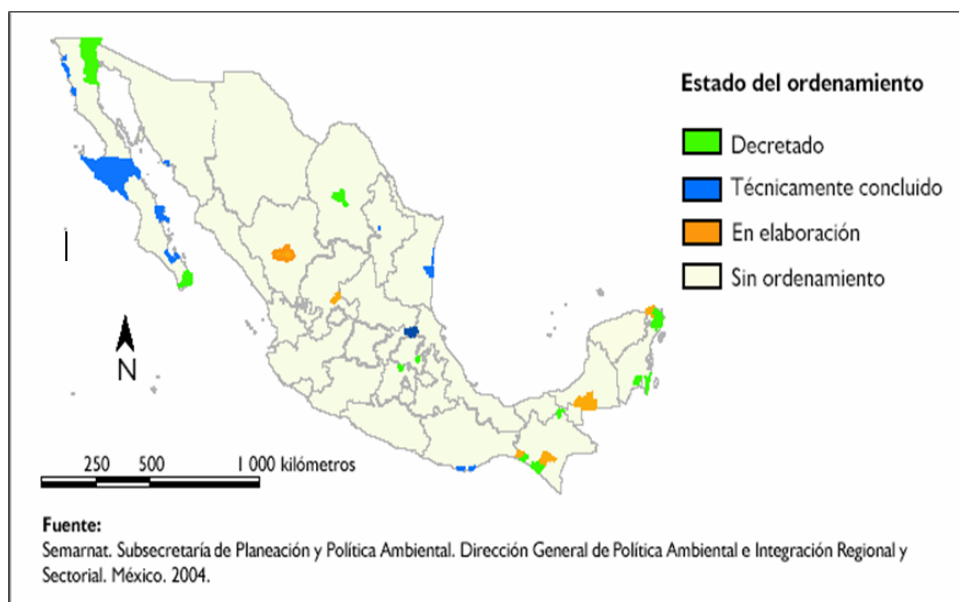 Estado del ordenamiento
Decretado
Técnicamente concluido
En elaboración
Sin ordenamiento
N
250 500 1 000 kilómetros
Fuente:
Semarnat. Subsecretaría de Planeación y Política Ambiental. Dirección General de Política Ambiental e Integración Regional y
Sectorial. México. 2004.